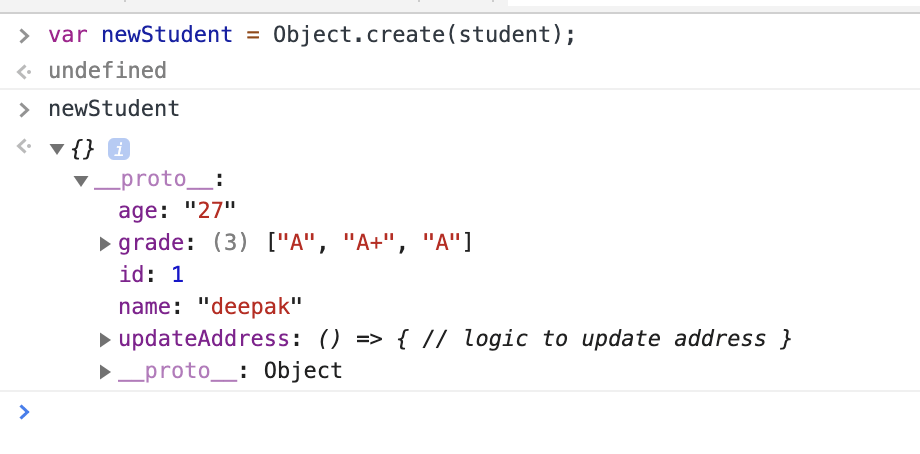 var newStudent = Object.create(student);
undefined
newStudent
{} i
__proto__:
age: "27"
grade: (3) ["A", "A+", "A"]
id: 1
name: "deepak"
updateAddress: () => { // logic to update address }
__proto__: Object